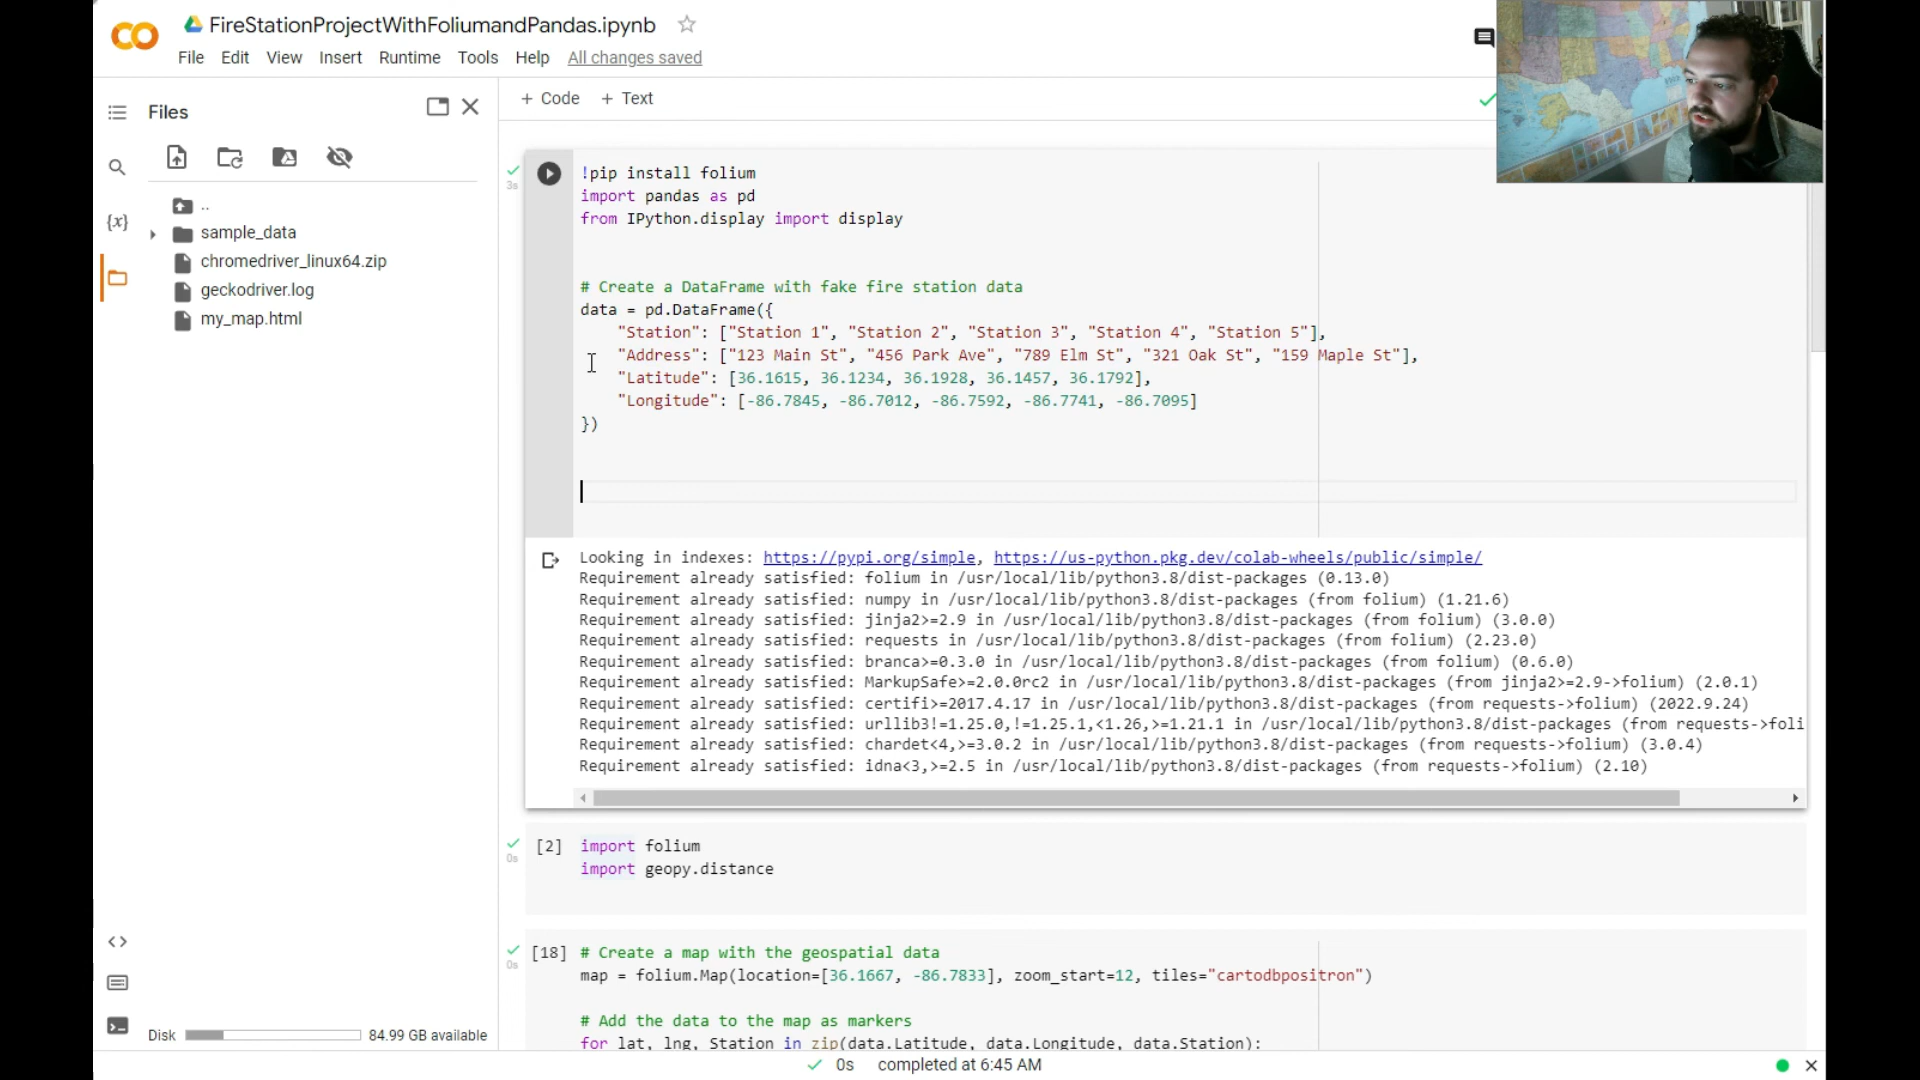 FireStationProjectWithFoliumandPandas.ipynb
File Edit View Insert Runtime Tools Help All changes saved
Files
+ Code + Text
..
sample_data
chromedriver_linux64.zip
geckodriver.log
my_map.html
{x}
3s
!pip install folium
import pandas as pd
from IPython.display import display
# Create a DataFrame with fake fire station data
data = pd.DataFrame({
"Station": ["Station 1", "Station 2", "Station 3", "Station 4", "Station 5"],
"Address": ["123 Main St", "456 Park Ave", "789 Elm St", "321 Oak St", "159 Maple St"],
"Latitude": [36.1615, 36.1234, 36.1928, 36.1457, 36.1792],
"Longitude": [-86.7845, -86.7012, -86.7592, -86.7741, -86.7095]
})
Looking in indexes: https://pypi.org/simple, https://us-python.pkg.dev/colab-wheels/public/simple/
Requirement already satisfied: folium in /usr/local/lib/python3.8/dist-packages (0.13.0)
Requirement already satisfied: numpy in /usr/local/lib/python3.8/dist-packages (from folium) (1.21.6)
Requirement already satisfied: jinja2>=2.9 in /usr/local/lib/python3.8/dist-packages (from folium) (3.0.0)
Requirement already satisfied: requests in /usr/local/lib/python3.8/dist-packages (from folium) (2.23.0)
Requirement already satisfied: branca>=0.3.0 in /usr/local/lib/python3.8/dist-packages (from folium) (0.6.0)
Requirement already satisfied: MarkupSafe>=2.0.0rc2 in /usr/local/lib/python3.8/dist-packages (from jinja2>=2.9->folium) (2.0.1)
Requirement already satisfied: certifi>=2017.4.17 in /usr/local/lib/python3.8/dist-packages (from requests->folium) (2022.9.24)
Requirement already satisfied: urllib3!=1.25.0,!=1.25.1,<1.26,>=1.21.1 in /usr/local/lib/python3.8/dist-packages (from requests->foli
Requirement already satisfied: chardet<4,>=3.0.2 in /usr/local/lib/python3.8/dist-packages (from requests->folium) (3.0.4)
Requirement already satisfied: idna<3,>=2.5 in /usr/local/lib/python3.8/dist-packages (from requests->folium) (2.10)
0s
[2] import folium
import geopy.distance
0s
[18] # Create a map with the geospatial data
map = folium.Map(location=[36.1667, -86.7833], zoom_start=12, tiles="cartodbpositron")
# Add the data to the map as markers
for lat, lng, Station in zip(data.Latitude, data.Longitude, data.Station):
Disk 84.99 GB available
0s completed at 6:45 AM